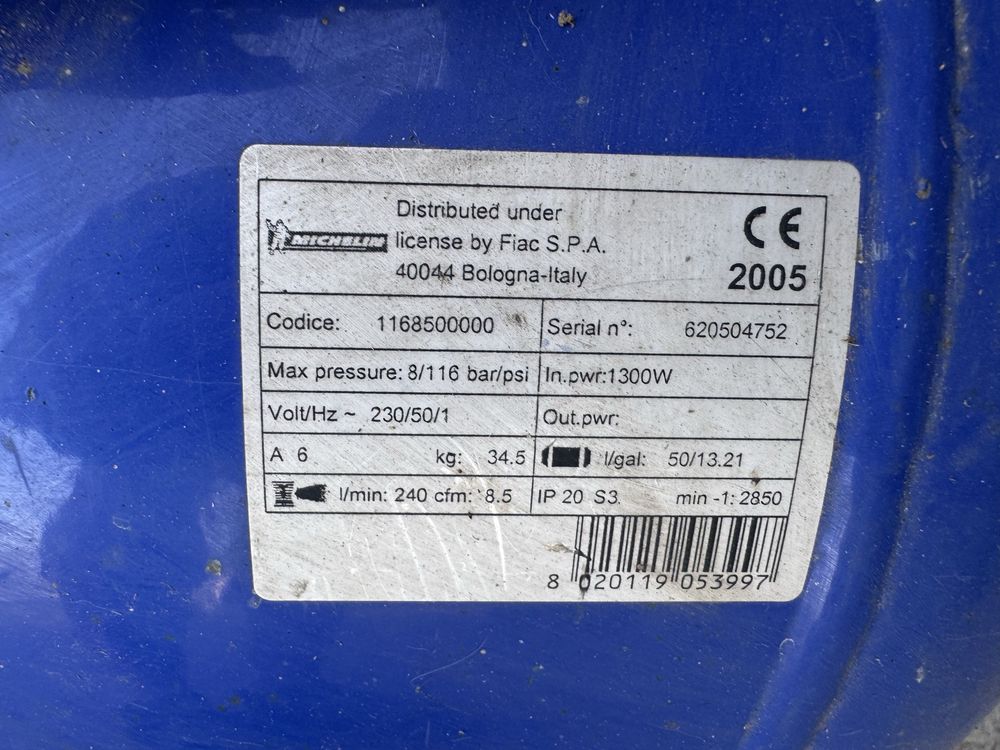 Distributed under
MICHELIN license by Fiac S.P.A.
40044 Bologna-Italy
CE
2005
Codice: 1168500000 Serial n°: 620504752
Max pressure: 8/116 bar/psi In.pwr:1300W
Volt/Hz ~ 230/50/1 Out.pwr:
A 6 kg: 34.5 l/gal: 50/13.21
l/min: 240 cfm: 8.5 IP 20 S3 min -1: 2850
8 020119 053997